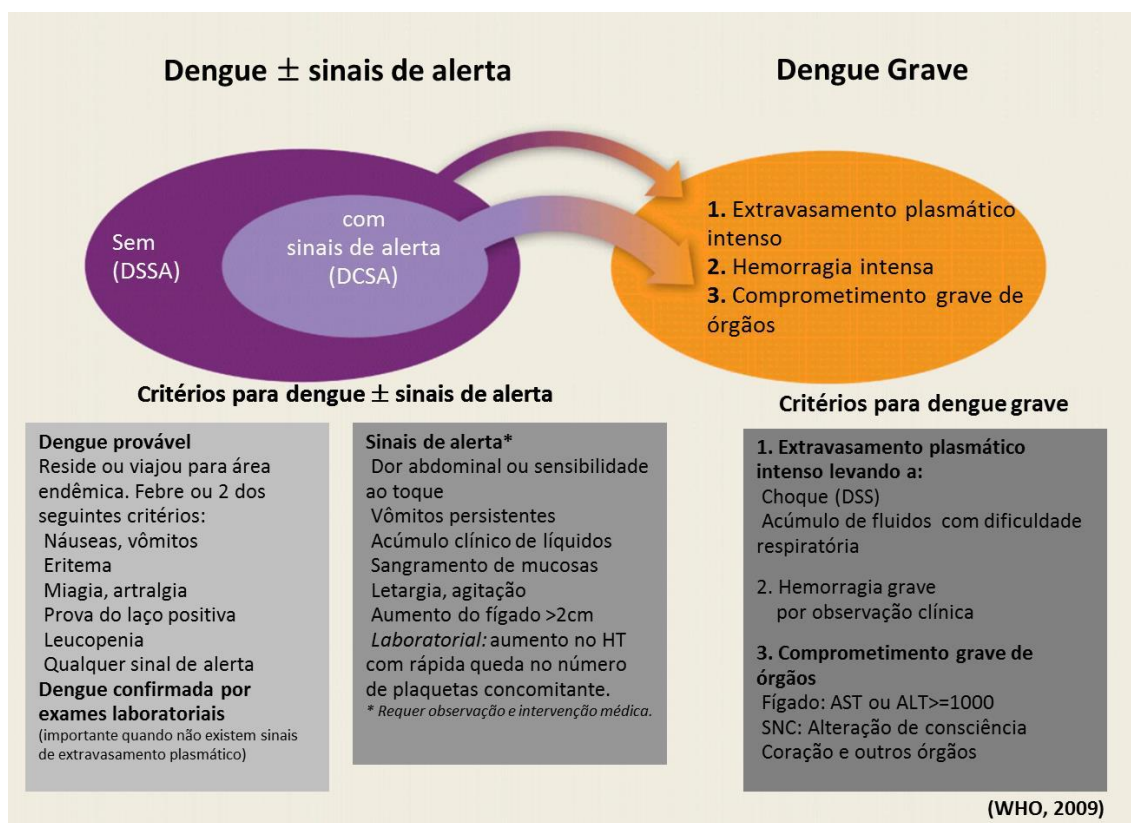 Dengue ± sinais de alerta
Dengue Grave
Sem
(DSSA)
com
sinais de alerta
(DCSA)
1. Extravasamento plasmático
intenso
2. Hemorragia intensa
3. Comprometimento grave de
órgãos
Critérios para dengue ± sinais de alerta
Dengue provável
Reside ou viajou para área
endêmica. Febre ou 2 dos
seguintes critérios:
Náuseas, vômitos
Eritema
Miagia, artralgia
Prova do laço positiva
Leucopenia
Qualquer sinal de alerta
Dengue confirmada por
exames laboratoriais
(importante quando não existem sinais
de extravasamento plasmático)
Sinais de alerta*
Dor abdominal ou sensibilidade
ao toque
Vômitos persistentes
Acúmulo clínico de líquidos
Sangramento de mucosas
Letargia, agitação
Aumento do fígado >2cm
Laboratorial: aumento no HT
com rápida queda no número
de plaquetas concomitante.
* Requer observação e intervenção médica.
Critérios para dengue grave
1. Extravasamento plasmático
intenso levando a:
Choque (DSS)
Acúmulo de fluidos com dificuldade
respiratória
2. Hemorragia grave
por observação clínica
3. Comprometimento grave de
órgãos
Fígado: AST ou ALT>=1000
SNC: Alteração de consciência
Coração e outros órgãos
(WHO, 2009)